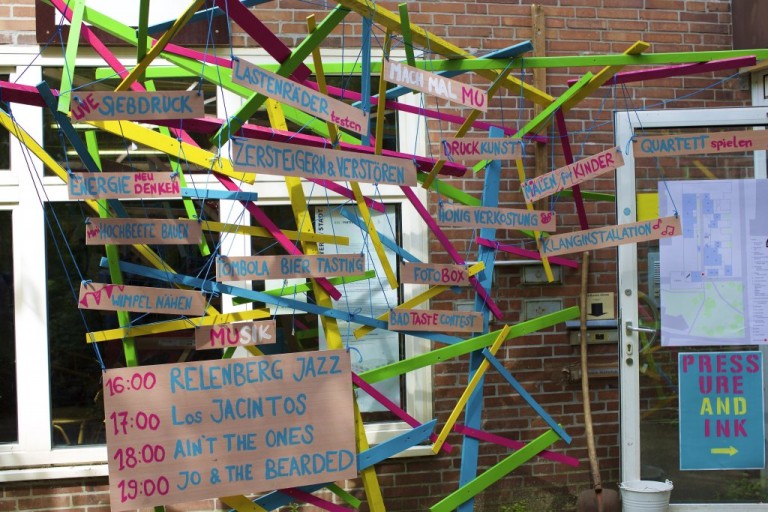 LIVE SIEBDRUCK
LASTENRÄDER testen
MACH MAL MU
ZERSTEIGERN & VERSTÖREN
DRUCKKUNST
MALEN FÜR KINDER
QUARTETT spielen
ENERGIE NEU DENKEN
HONIG VERKOSTUNG
HOCHBEETE BAUEN
KLANGINSTALLATION
TOMBOLA BIER TASTING
FOTOBOX
WIMPEL NÄHEN
BAD TASTE CONTEST
MUSIK
16:00 RELENBERG JAZZ
17:00 LOS JACINTOS
18:00 AIN'T THE ONES
19:00 JO & THE BEARDED
PRESS
URE
AND
INK